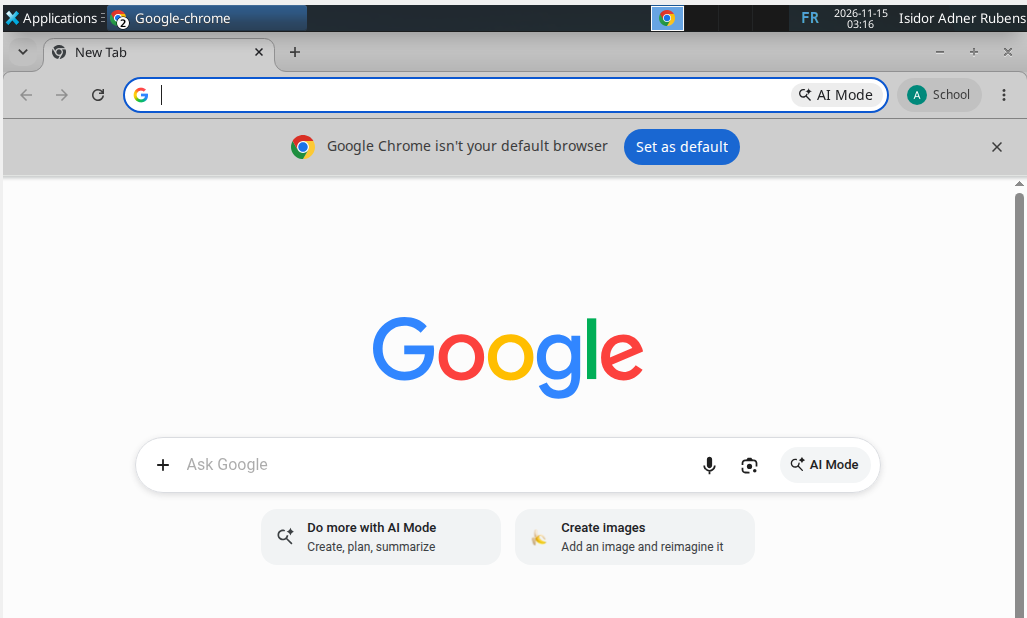 Applications
2 Google-chrome
FR
2026-11-15
03:16
Isidor Adner Rubens
New Tab
AI Mode
A School
Google Chrome isn't your default browser
Set as default
Google
Ask Google
AI Mode
Do more with AI Mode
Create, plan, summarize
Create images
Add an image and reimagine it